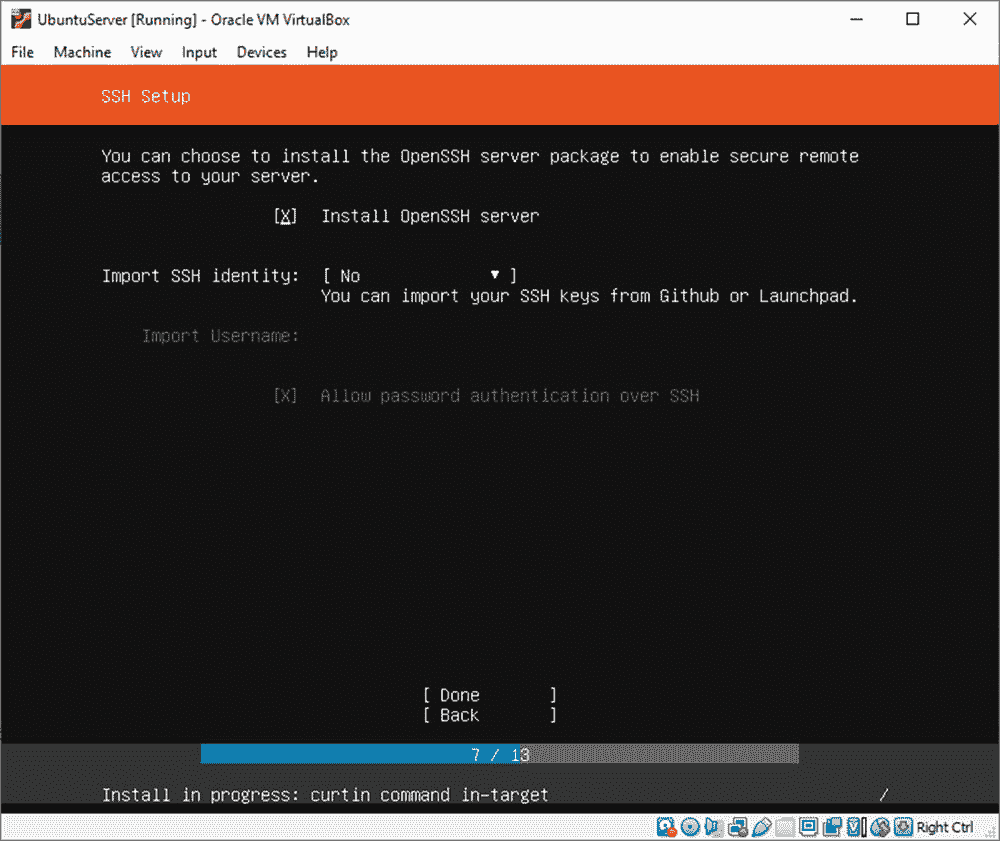 UbuntuServer [Running] - Oracle VM VirtualBox
File Machine View Input Devices Help
SSH Setup
You can choose to install the OpenSSH server package to enable secure remote
access to your server.
[X] Install OpenSSH server
Import SSH identity: [ No ▼ ]
You can import your SSH keys from Github or Launchpad.
Import Username:
[X] Allow password authentication over SSH
[ Done ]
[ Back ]
7 / 13
Install in progress: curtin command in-target /
Right Ctrl